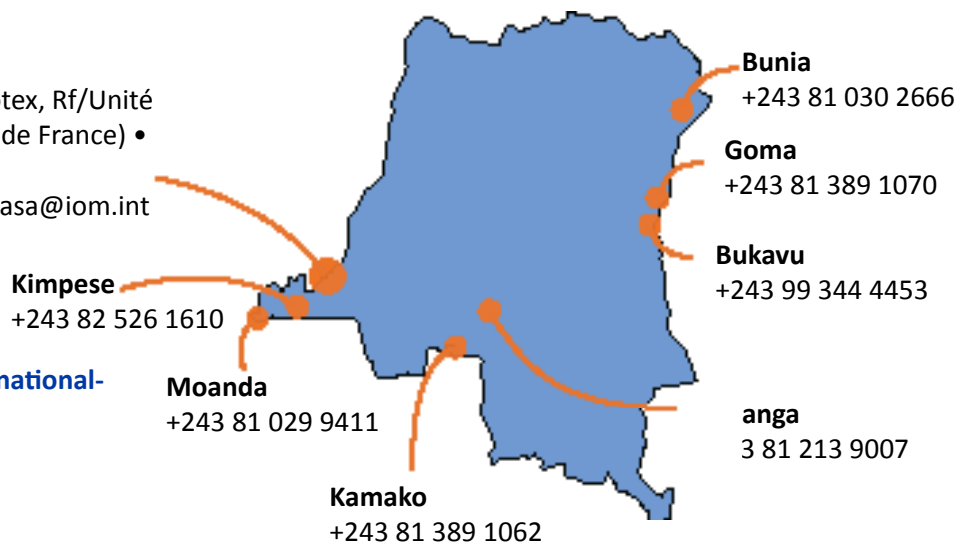 tex, Rf/Unité
de France) •
asa@iom.int
Kimpese
+243 82 526 1610
national-
Moanda
+243 81 029 9411
Kamako
+243 81 389 1062
Bunia
+243 81 030 2666
Goma
+243 81 389 1070
Bukavu
+243 99 344 4453
anga
3 81 213 9007